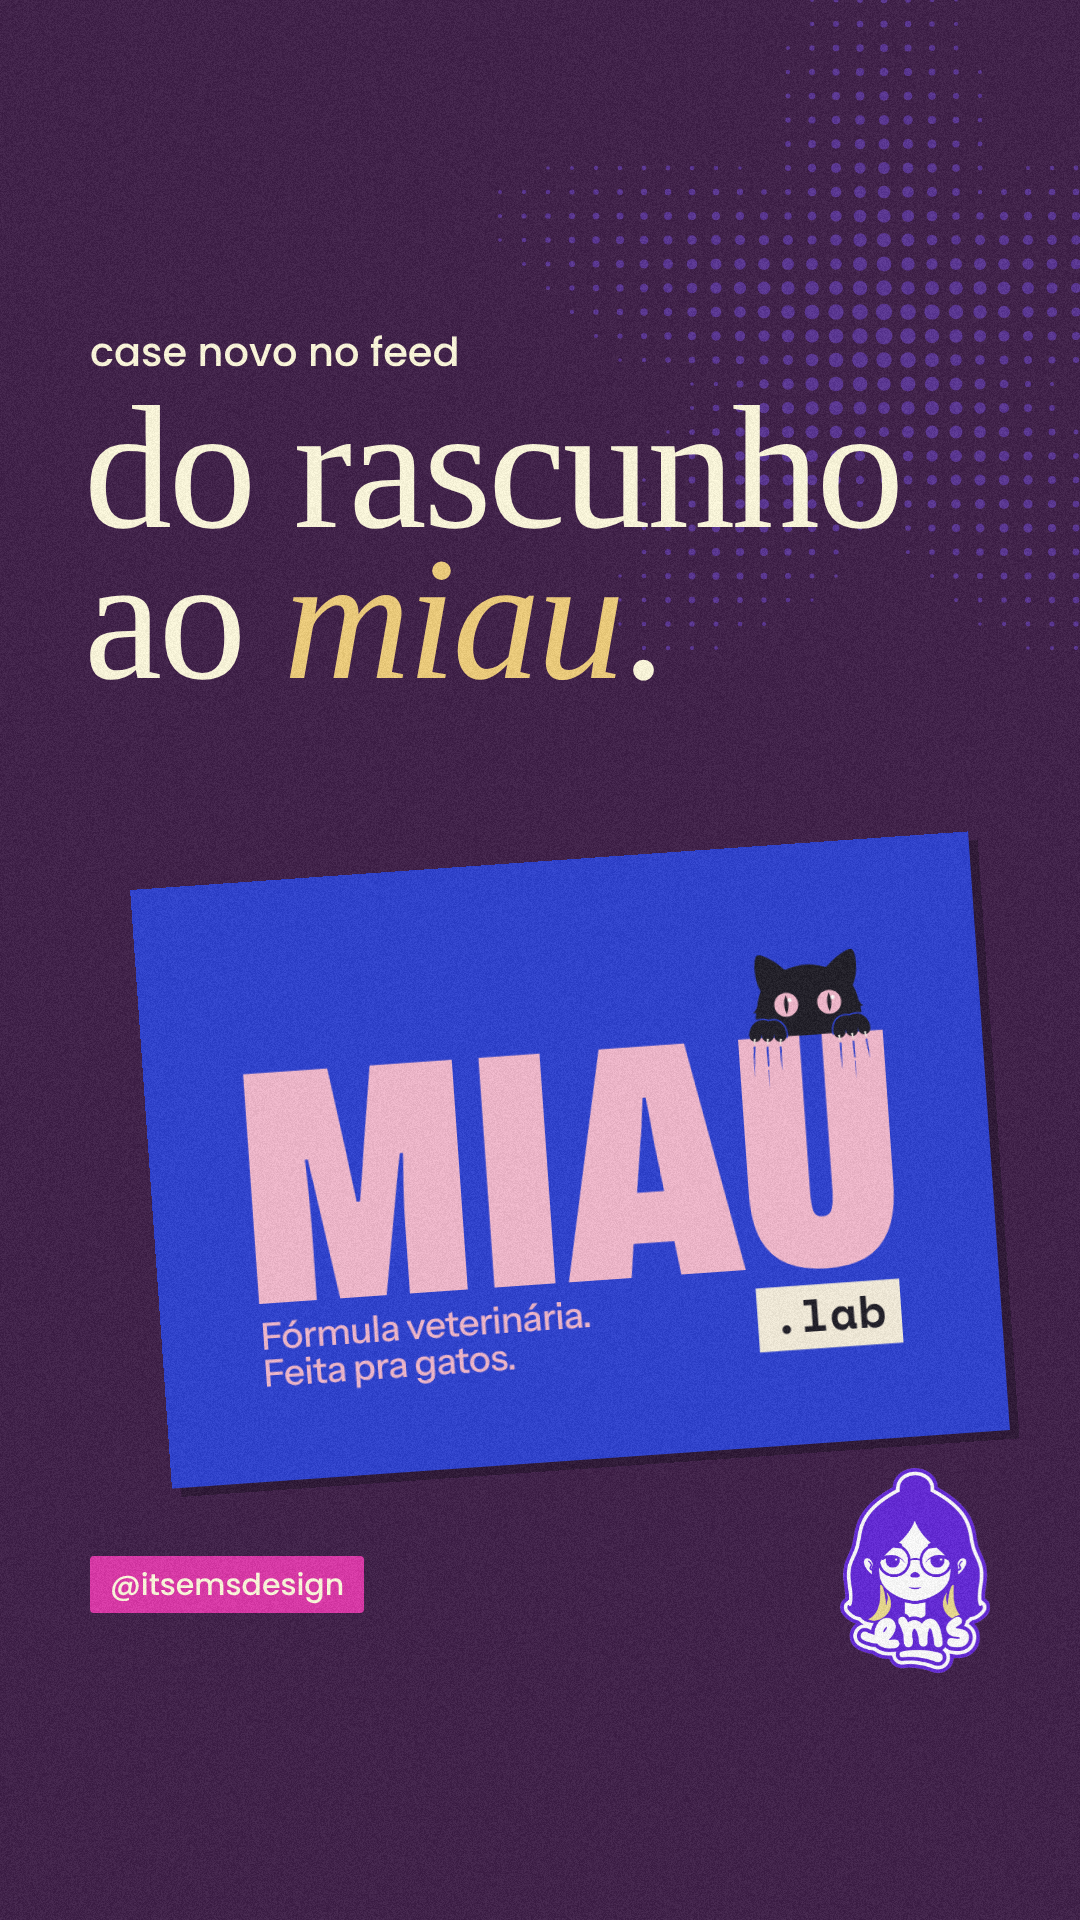 case novo no feed
do rascunho
ao miau.
MIAU
.lab
Fórmula veterinária.
Feita pra gatos.
@itsemsdesign
ems